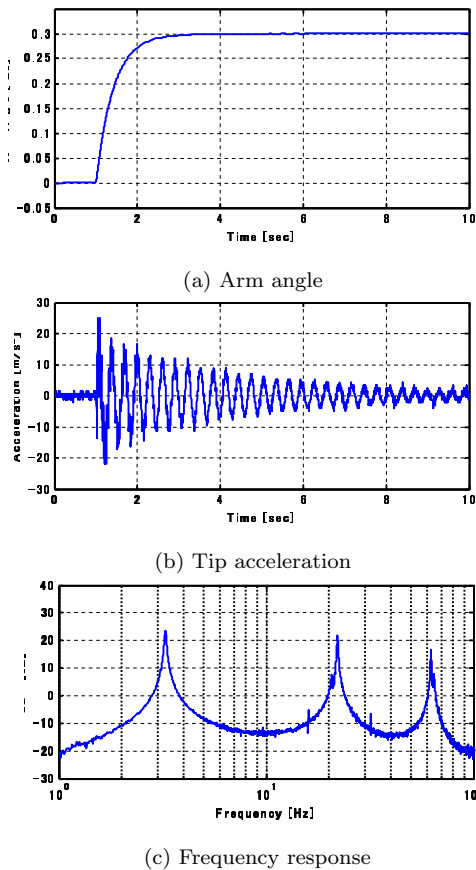 0.3
0.25
0.2
0.15
0.1
0.05
0
-0.05
0 2 4 6 8 10
Time [sec]
(a) Arm angle
30
20
10
0
-10
-20
-30
Acceleration [m/s²]
0 2 4 6 8 10
Time [sec]
(b) Tip acceleration
40
30
20
10
0
-10
-20
-30
10⁰ 10¹ 10
Frequency [Hz]
(c) Frequency response